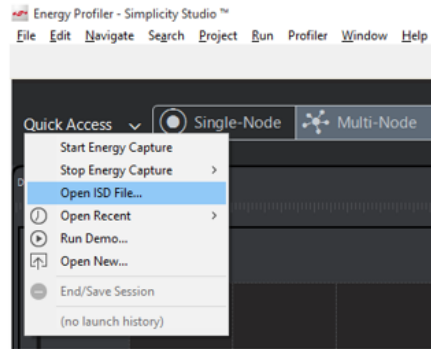 Energy Profiler - Simplicity Studio ™
File Edit Navigate Search Project Run Profiler Window Help
Quick Access Single-Node Multi-Node
Start Energy Capture
Stop Energy Capture
Open ISD File...
Open Recent
Run Demo...
Open New...
End/Save Session
(no launch history)